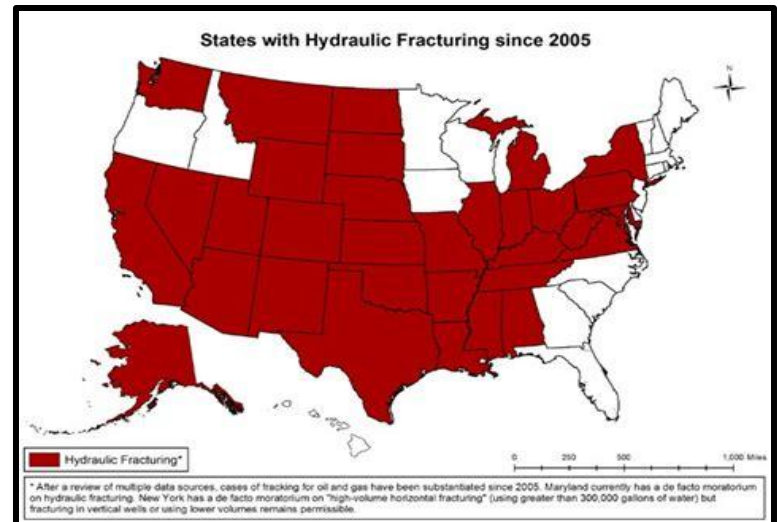 States with Hydraulic Fracturing since 2005
N
Hydraulic Fracturing*
0 250 500 1,000 Miles
* After a review of multiple data sources, cases of fracking for oil and gas have been substantiated since 2005. Maryland currently has a de facto moratorium
on hydraulic fracturing. New York has a de facto moratorium on "high-volume horizontal fracturing" (using greater than 300,000 gallons of water) but
fracturing in vertical wells or using lower volumes remains permissible.